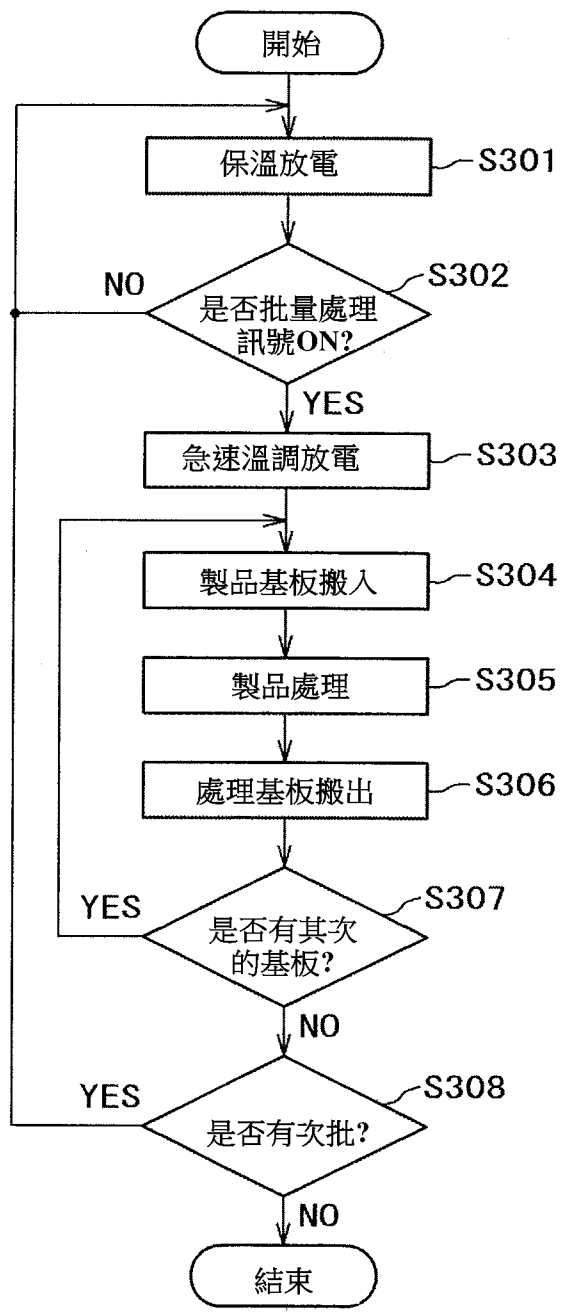 開始
保溫放電
S301
NO
S302
是否批量處理
訊號ON?
YES
急速溫調放電
S303
製品基板搬入
S304
製品處理
S305
處理基板搬出
S306
YES
S307
是否有其次
的基板?
NO
YES
S308
是否有次批?
NO
結束